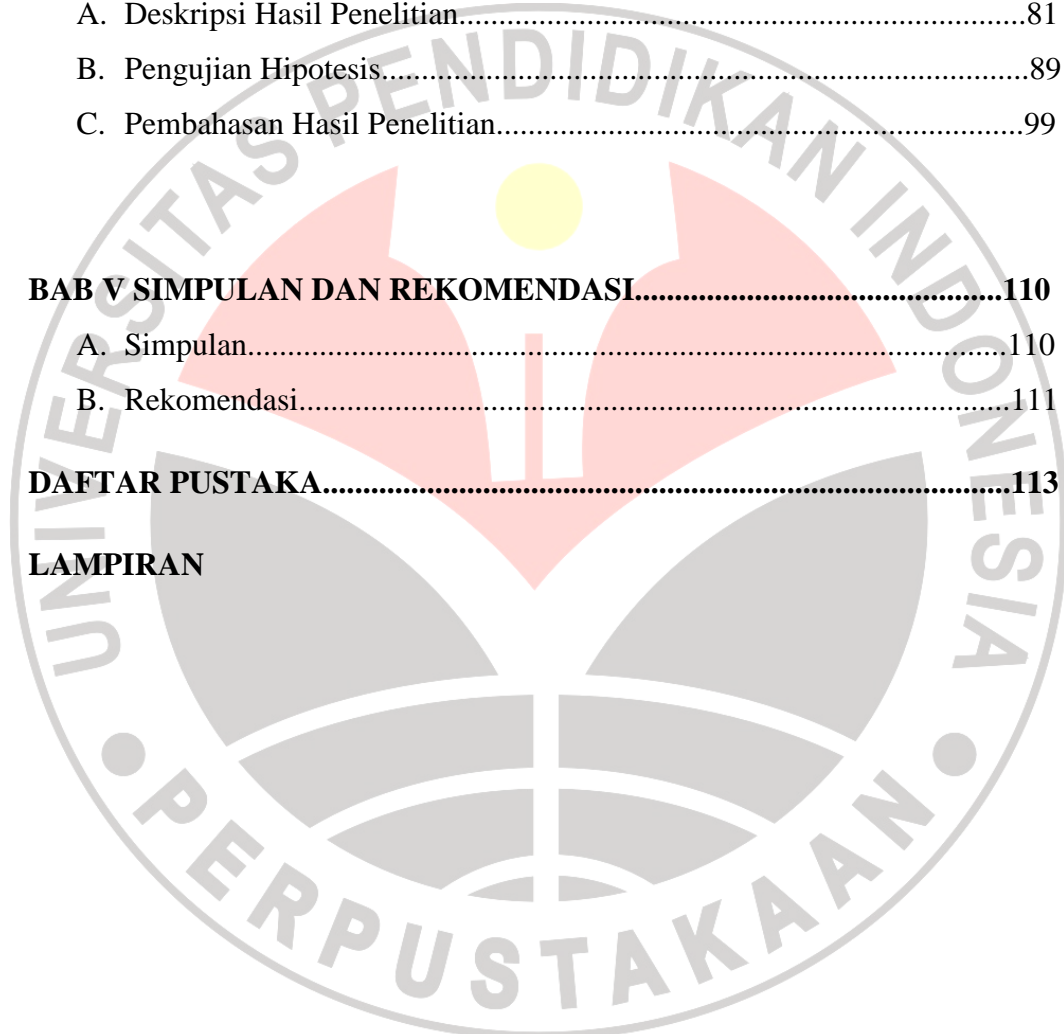 A. Deskripsi Hasil Penelitian.......................................................................81
B. Pengujian Hipotesis.................................................................................89
C. Pembahasan Hasil Penelitian..................................................................99
BAB V SIMPULAN DAN REKOMENDASI..............................................110
A. Simpulan...............................................................................................110
B. Rekomendasi.........................................................................................111
DAFTAR PUSTAKA......................................................................................113
LAMPIRAN
UNIVERSITAS PENDIDIKAN INDONESIA
PERPUSTAKAAN